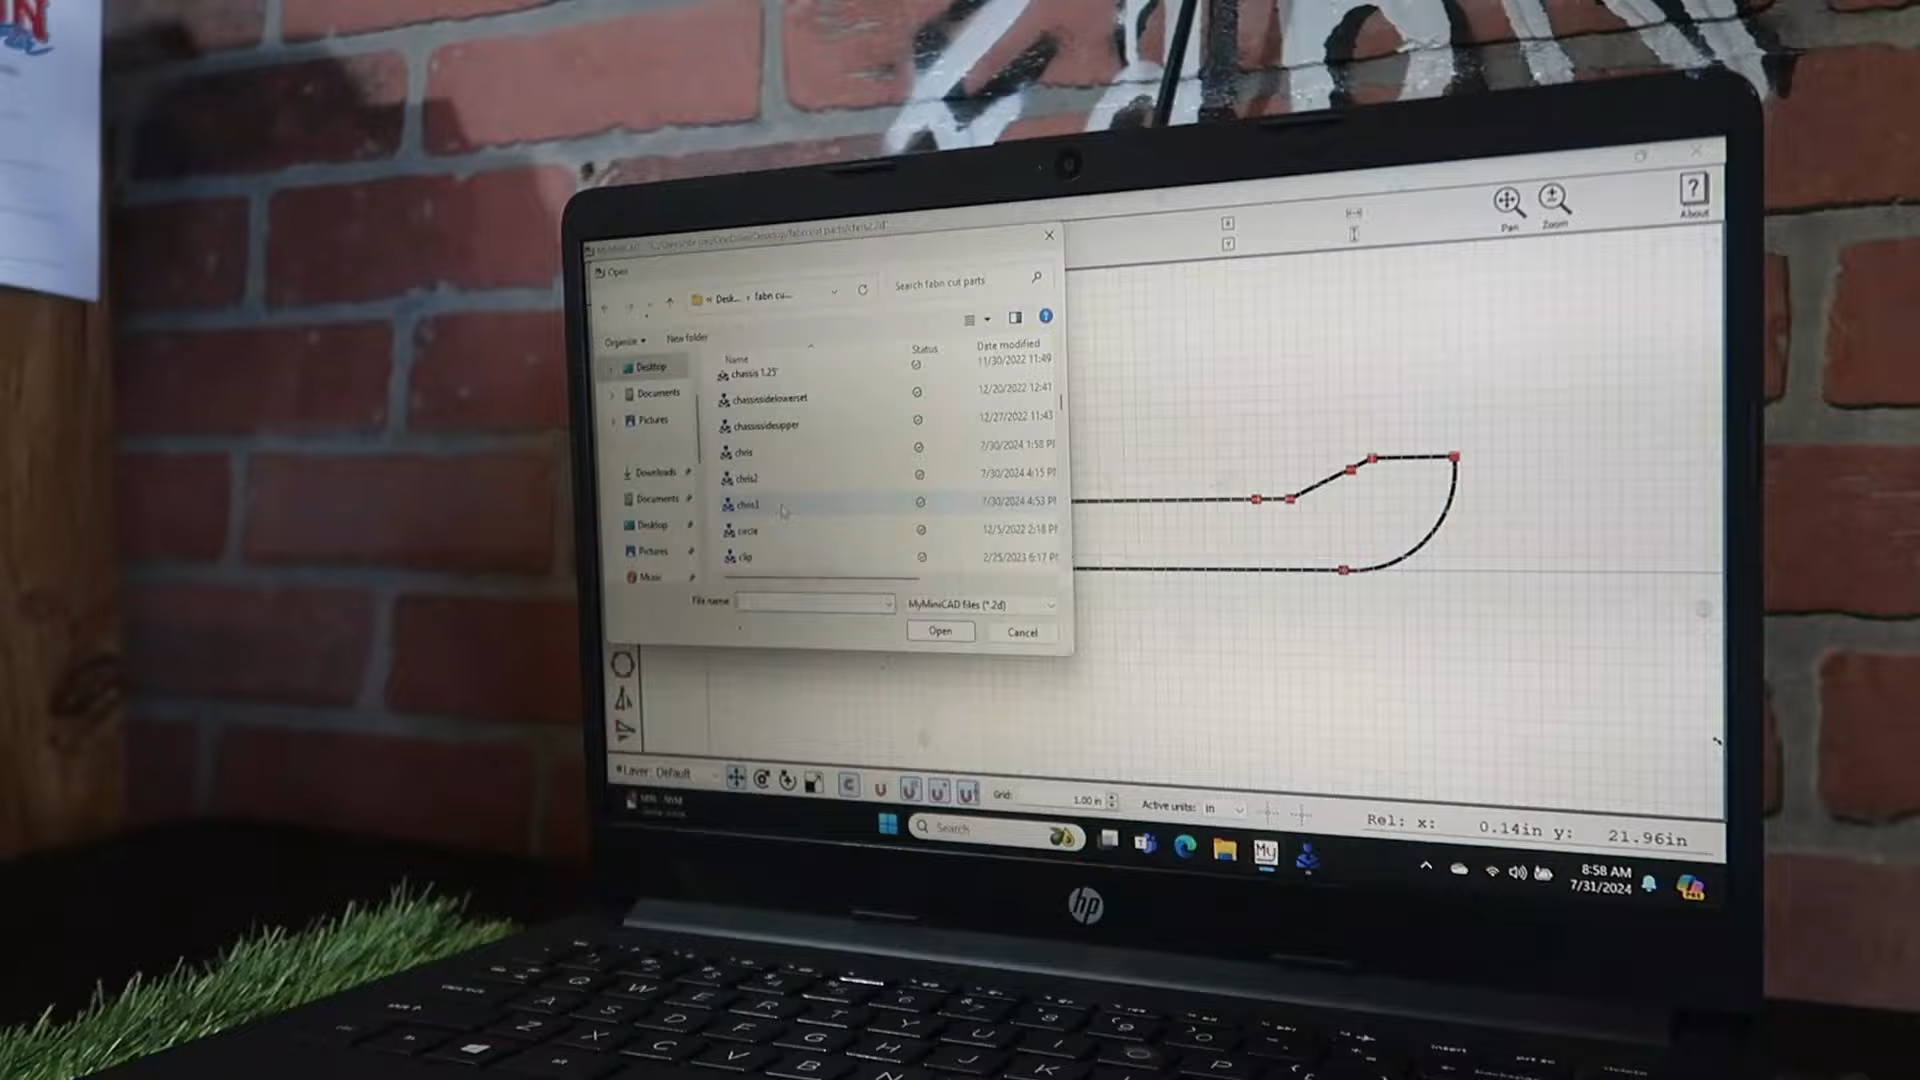 IN
Open
Desk... › fabn cu...
Search fabn cut parts
Organize
New folder
Name
Status
Date modified
chassis 1.25"
11/30/2022 11:49
chassissidelowerset
12/20/2022 12:41
chassissideupper
12/27/2022 11:43
chris
7/30/2024 1:58 PM
chris2
7/30/2024 4:15 PM
chris3
7/30/2024 4:53 PM
circle
12/5/2022 2:18 PM
clip
2/25/2023 6:17 PM
Desktop
Documents
Pictures
Downloads
Documents
Desktop
Pictures
Music
File name
MyMiniCAD files (*.2d)
Open
Cancel
Pan
Zoom
?
About
X
Y
Layer: Default
Grid:
1.00 in
Active units: in
Rel: x: 0.14in y: 21.96in
Search
My
8:58 AM
7/31/2024
hp
Q W E R T Y U I O P
A S D F G H J K
Z X C V B N